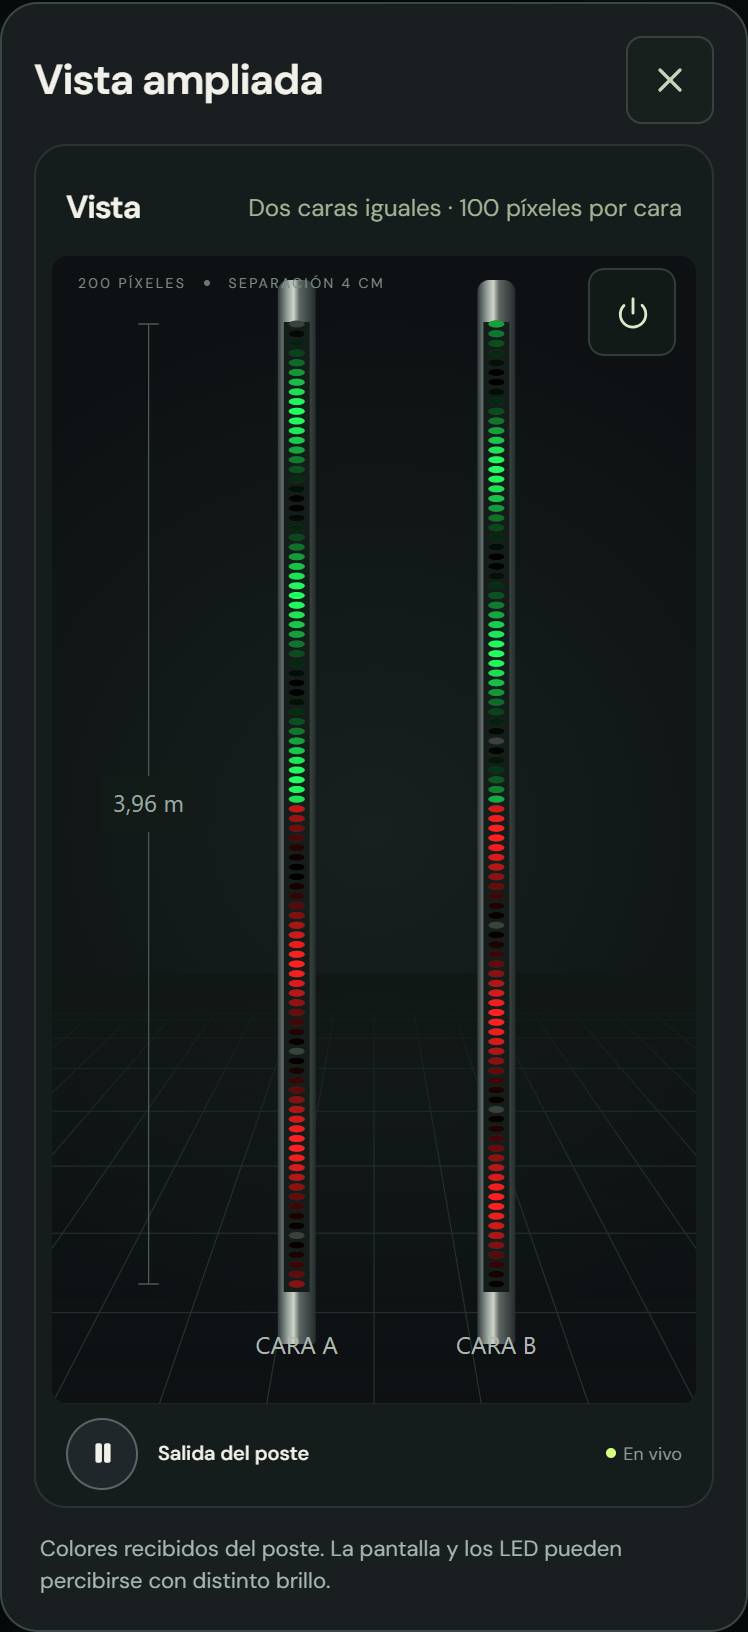 Vista ampliada
Vista
Dos caras iguales · 100 píxeles por cara
200 PÍXELES • SEPARACIÓN 4 CM
3,96 m
CARA A
CARA B
Salida del poste
En vivo
Colores recibidos del poste. La pantalla y los LED pueden
percibirse con distinto brillo.